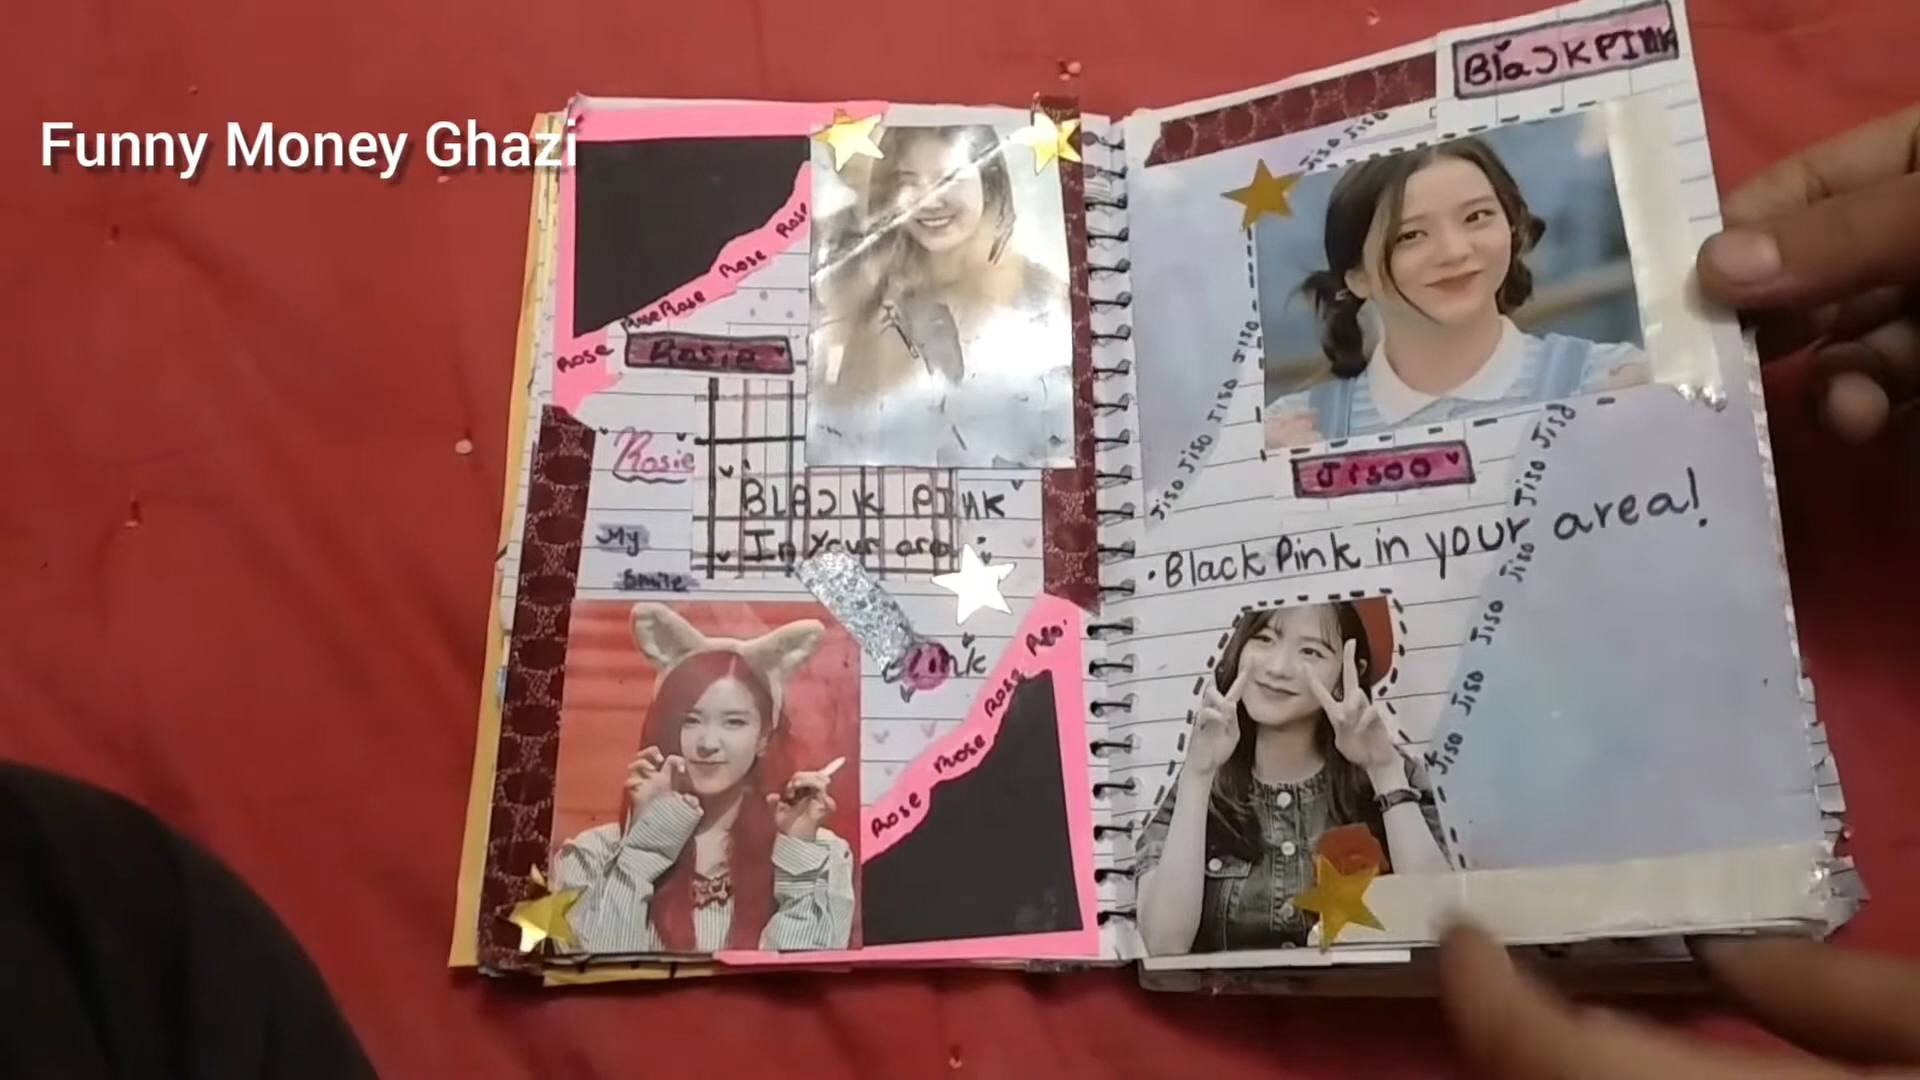 Funny Money Ghazi
Rose
Rose
Rose
Rose
Rose
Rosie
Rosie
My
Smile
BLACK PINK
In Your area
Blink
Rose
Rose
Rose
BlacKPINK
Jiso Jiso
Jiso Jiso Jiso Jiso
Jisoo
• Black Pink in your area!
Jiso Jiso Jiso Jiso Jiso Jiso